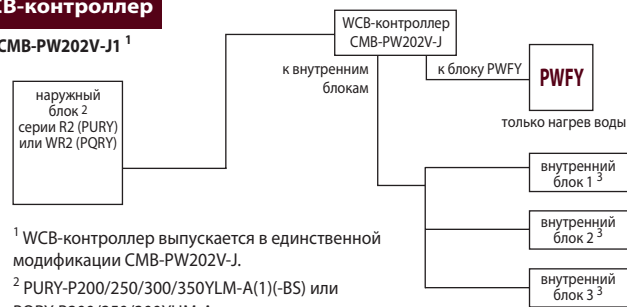 СВ-контроллер
CMB-PW202V-J1 ¹
WCB-контроллер
CMB-PW202V-J
к внутренним
блокам
к блоку PWFY
PWFY
только нагрев воды
наружный
блок ²
серии R2 (PURY)
или WR2 (PQRY)
внутренний
блок 1 ³
внутренний
блок 2 ³
внутренний
блок 3 ³
¹ WCB-контроллер выпускается в единственной
модификации CMB-PW202V-J.
² PURY-P200/250/300/350YLM-A(1)(-BS) или